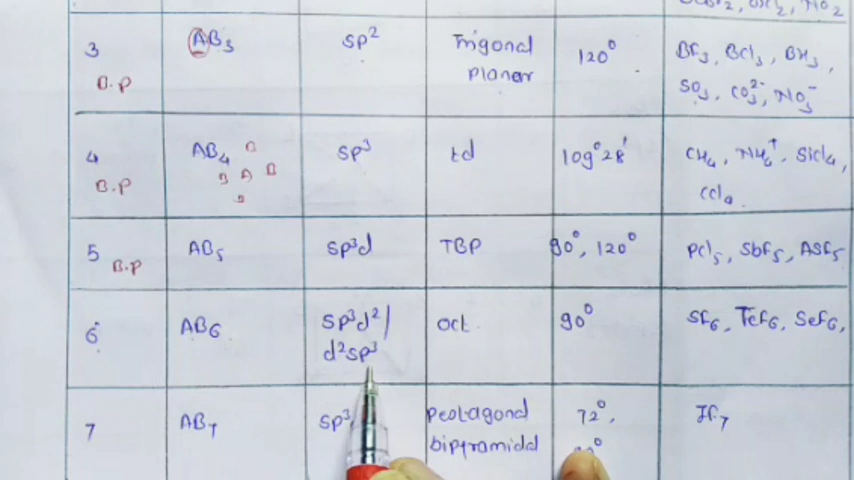 3 AB3 sp2 Trigonal planar 120° BF3, BCl3, BH3,
B.P SO3, CO3²⁻, NO3⁻
4 AB4 B sp3 td 109°28' CH4, NH4⁺, SiCl4,
B.P B A B CCl4
B
5 AB5 sp3d TBP 90°, 120° PCl5, SbF5, ASF5
B.P
6 AB6 sp3d2/ oct 90° SF6, TeF6, SeF6,
d2sp3
7 AB7 sp3 pentagonal 72°, IF7
bipyramidal